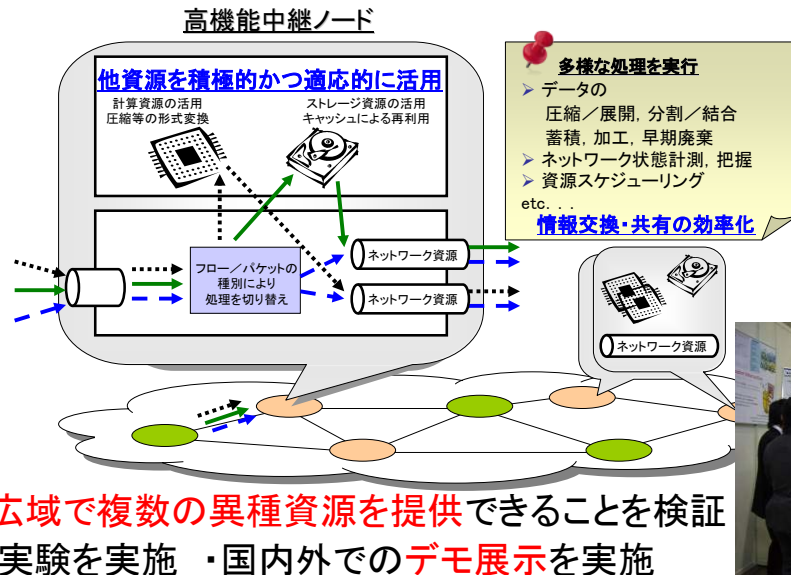 高機能中継ノード
他資源を積極的かつ適応的に活用
計算資源の活用
圧縮等の形式変換
ストレージ資源の活用
キャッシュによる再利用
フロー／パケットの
種別により
処理を切り替え
ネットワーク資源
ネットワーク資源
多様な処理を実行
➢ データの
圧縮／展開，分割／結合
蓄積，加工，早期廃棄
➢ ネットワーク状態計測，把握
➢ 資源スケジューリング
etc．．．
情報交換・共有の効率化
ネットワーク資源
広域で複数の異種資源を提供できることを検証
実験を実施 ・国内外でのデモ展示を実施